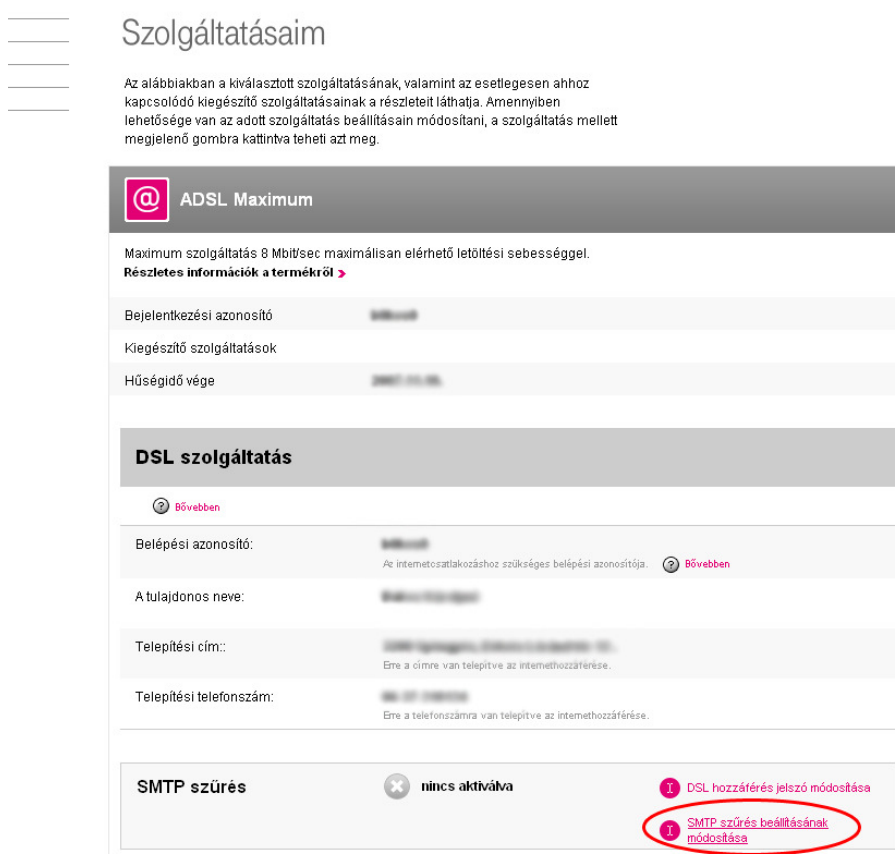 Szolgáltatásaim
Az alábbiakban a kiválasztott szolgáltatásának, valamint az esetlegesen ahhoz
kapcsolódó kiegészítő szolgáltatásainak a részleteit láthatja. Amennyiben
lehetősége van az adott szolgáltatás beállításain módosítani, a szolgáltatás mellett
megjelenő gombra kattintva teheti azt meg.
@ ADSL Maximum
Maximum szolgáltatás 8 Mbit/sec maximálisan elérhető letöltési sebességgel.
Részletes információk a termékről
Bejelentkezési azonosító
Kiegészítő szolgáltatások
Hűségidő vége
DSL szolgáltatás
? Bővebben
Belépési azonosító:
Az internetcsatlakozáshoz szükséges belépési azonosítója. ? Bővebben
A tulajdonos neve:
Telepítési cím::
Erre a címre van telepítve az internethozzáférése.
Telepítési telefonszám:
Erre a telefonszámra van telepítve az internethozzáférése.
SMTP szűrés nincs aktiválva DSL hozzáférés jelszó módosítása
SMTP szűrés beállításának
módosítása